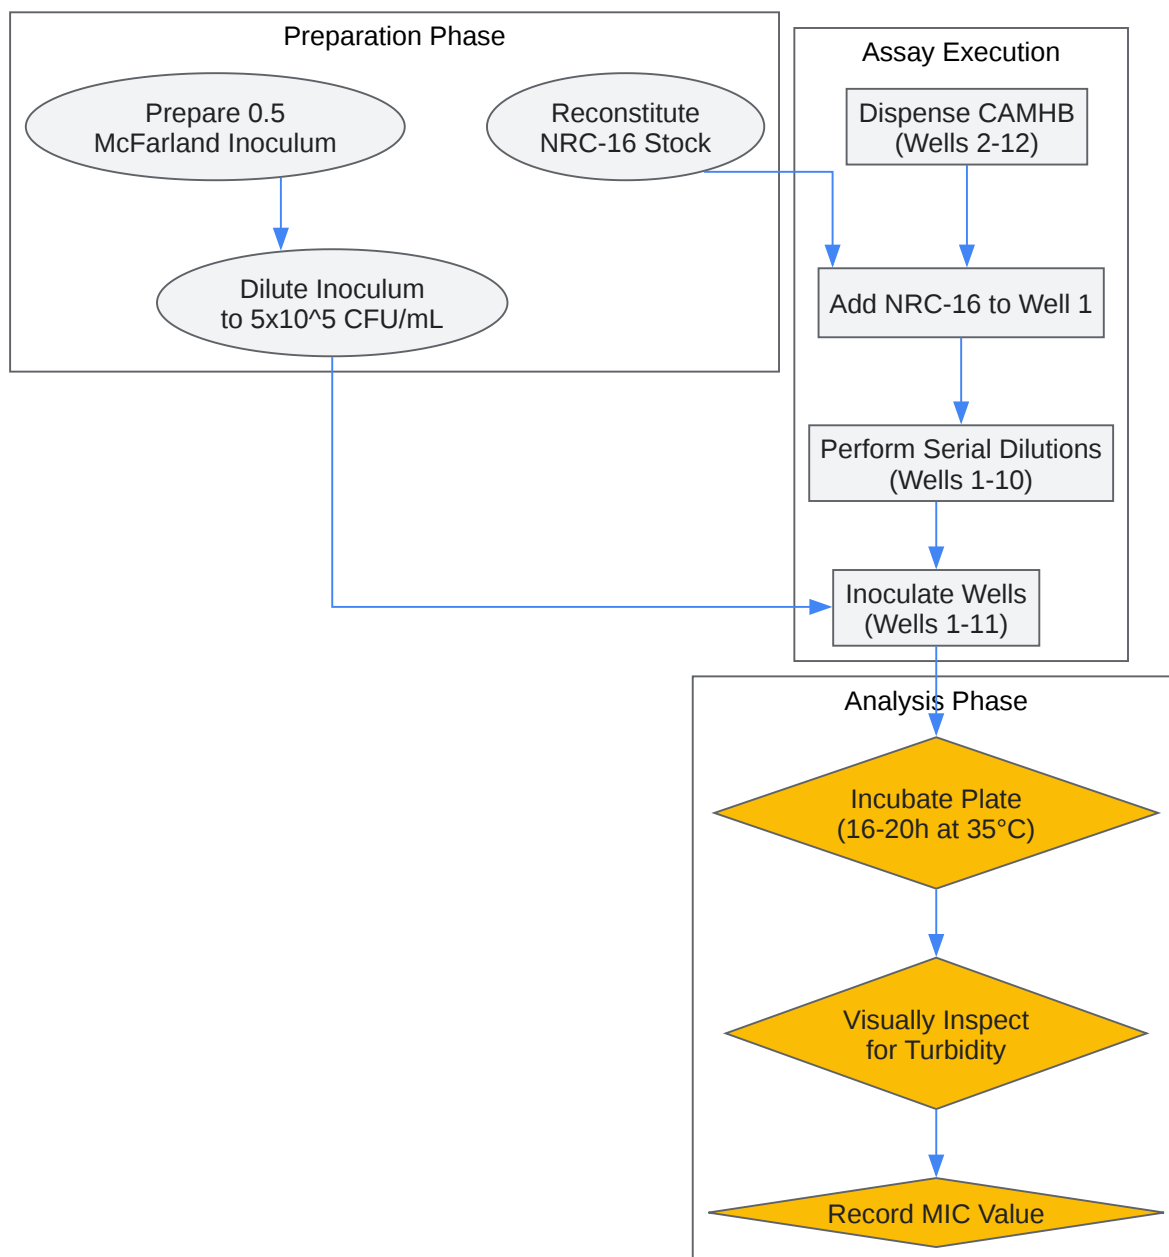 Preparation Phase
Prepare 0.5
McFarland Inoculum
Reconstitute
NRC-16 Stock
Dilute Inoculum
to 5x10^5 CFU/mL
Assay Execution
Dispense CAMHB
(Wells 2-12)
Add NRC-16 to Well 1
Perform Serial Dilutions
(Wells 1-10)
Inoculate Wells
(Wells 1-11)
Analysis Phase
Incubate Plate
(16-20h at 35°C)
Visually Inspect
for Turbidity
Record MIC Value